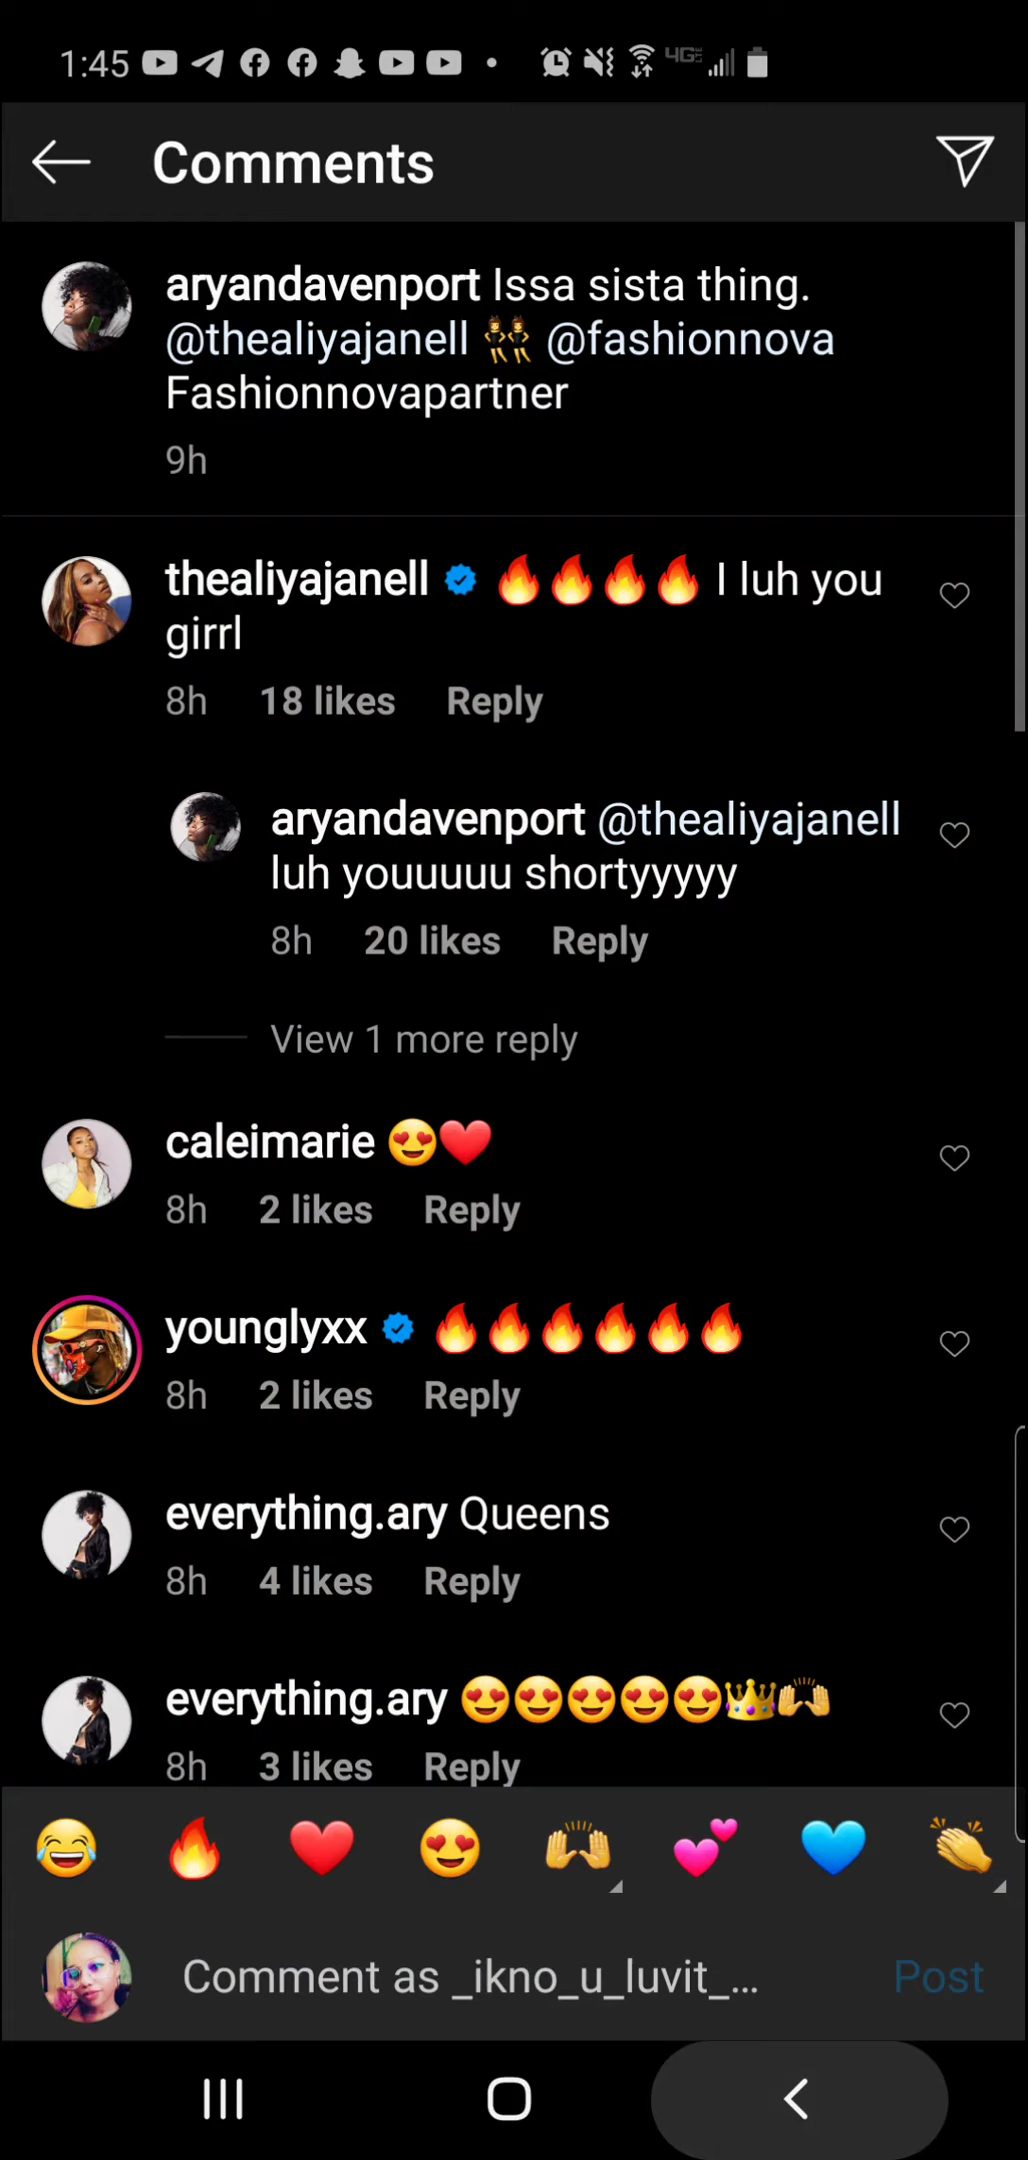 1:45
4GE
Comments
aryandavenport Issa sista thing.
@thealiyajanell 👯 @fashionnova
Fashionnovapartner
9h
thealiyajanell 🔥🔥🔥🔥 I luh you
girrl
8h 18 likes Reply
aryandavenport @thealiyajanell
luh youuuuu shortyyyyy
8h 20 likes Reply
View 1 more reply
caleimarie 😍❤️
8h 2 likes Reply
younglyxx 🔥🔥🔥🔥🔥🔥
8h 2 likes Reply
everything.ary Queens
8h 4 likes Reply
everything.ary 😍😍😍😍😍👑🙌
8h 3 likes Reply
😂 🔥 ❤️ 😍 🙌 💕 💙 👏
Comment as _ikno_u_luvit_... Post